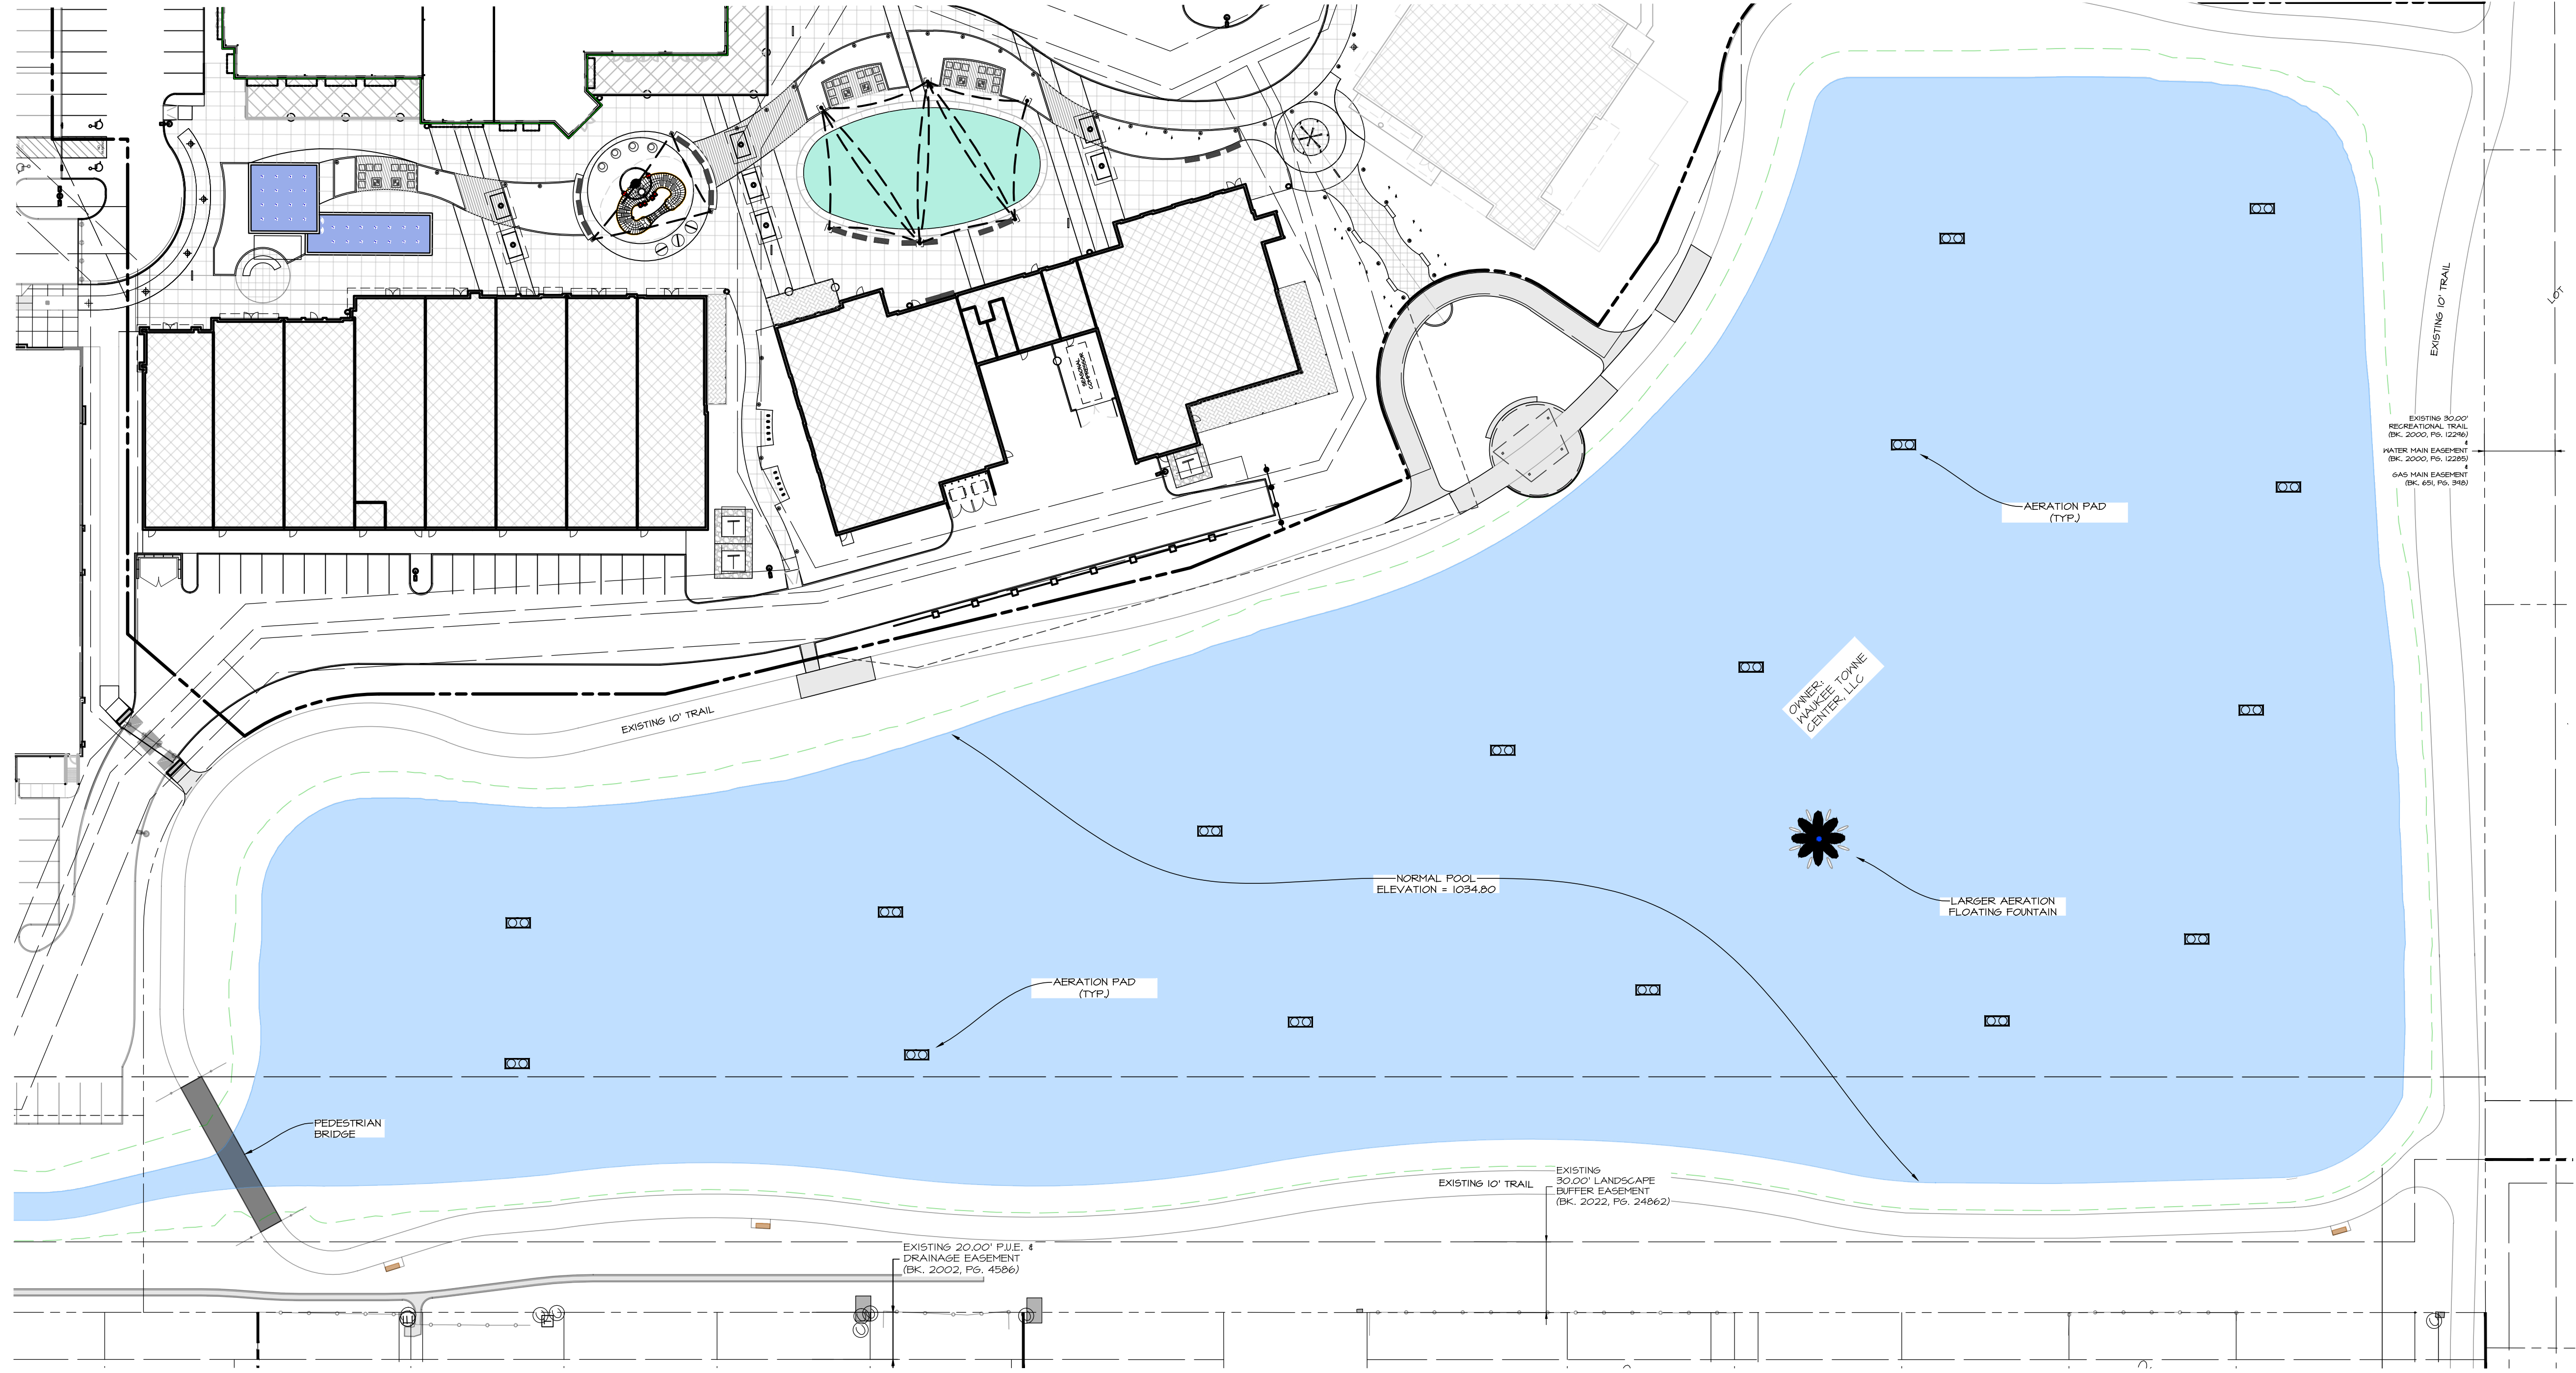 SEASONAL
COMPRESSOR
EXISTING 10' TRAIL
LOT
EXISTING 30.00'
RECREATIONAL TRAIL
(BK. 2000, PG. 12296)
&
WATER MAIN EASEMENT
(BK. 2000, PG. 12285)
&
GAS MAIN EASEMENT
(BK. 651, PG. 398)
AERATION PAD
(TYP.)
T
T
T
OWNER:
WAUKEE TOWNE
CENTER, LLC
EXISTING 10' TRAIL
NORMAL POOL
ELEVATION = 1034.80
LARGER AERATION
FLOATING FOUNTAIN
AERATION PAD
(TYP.)
PEDESTRIAN
BRIDGE
EXISTING 10' TRAIL
EXISTING
30.00' LANDSCAPE
BUFFER EASEMENT
(BK. 2022, PG. 24862)
EXISTING 20.00' P.U.E. &
DRAINAGE EASEMENT
(BK. 2002, PG. 4586)